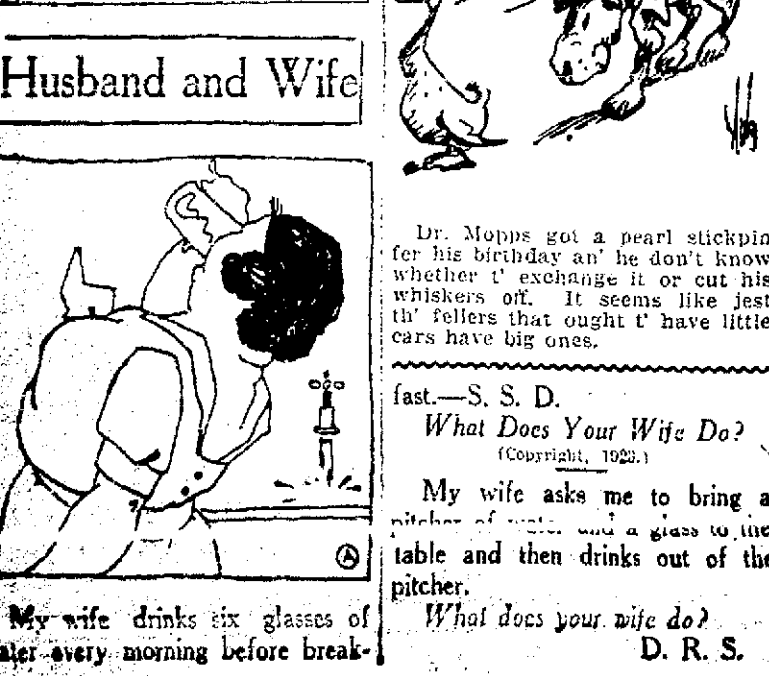 Husband and Wife
My wife drinks six glasses of
ater every morning before break-
Dr. Mopps got a pearl stickpin
fer his birthday an' he don't know
whether t' exchange it or cut his
whiskers off. It seems like jest
th' fellers that ought t' have little
ears have big ones.
fast.—S. S. D.
What Does Your Wife Do?
(Copyright, 1923.)
My wife asks me to bring a
pitcher of water and a glass to the
table and then drinks out of the
pitcher.
What does your wife do?
D. R. S.